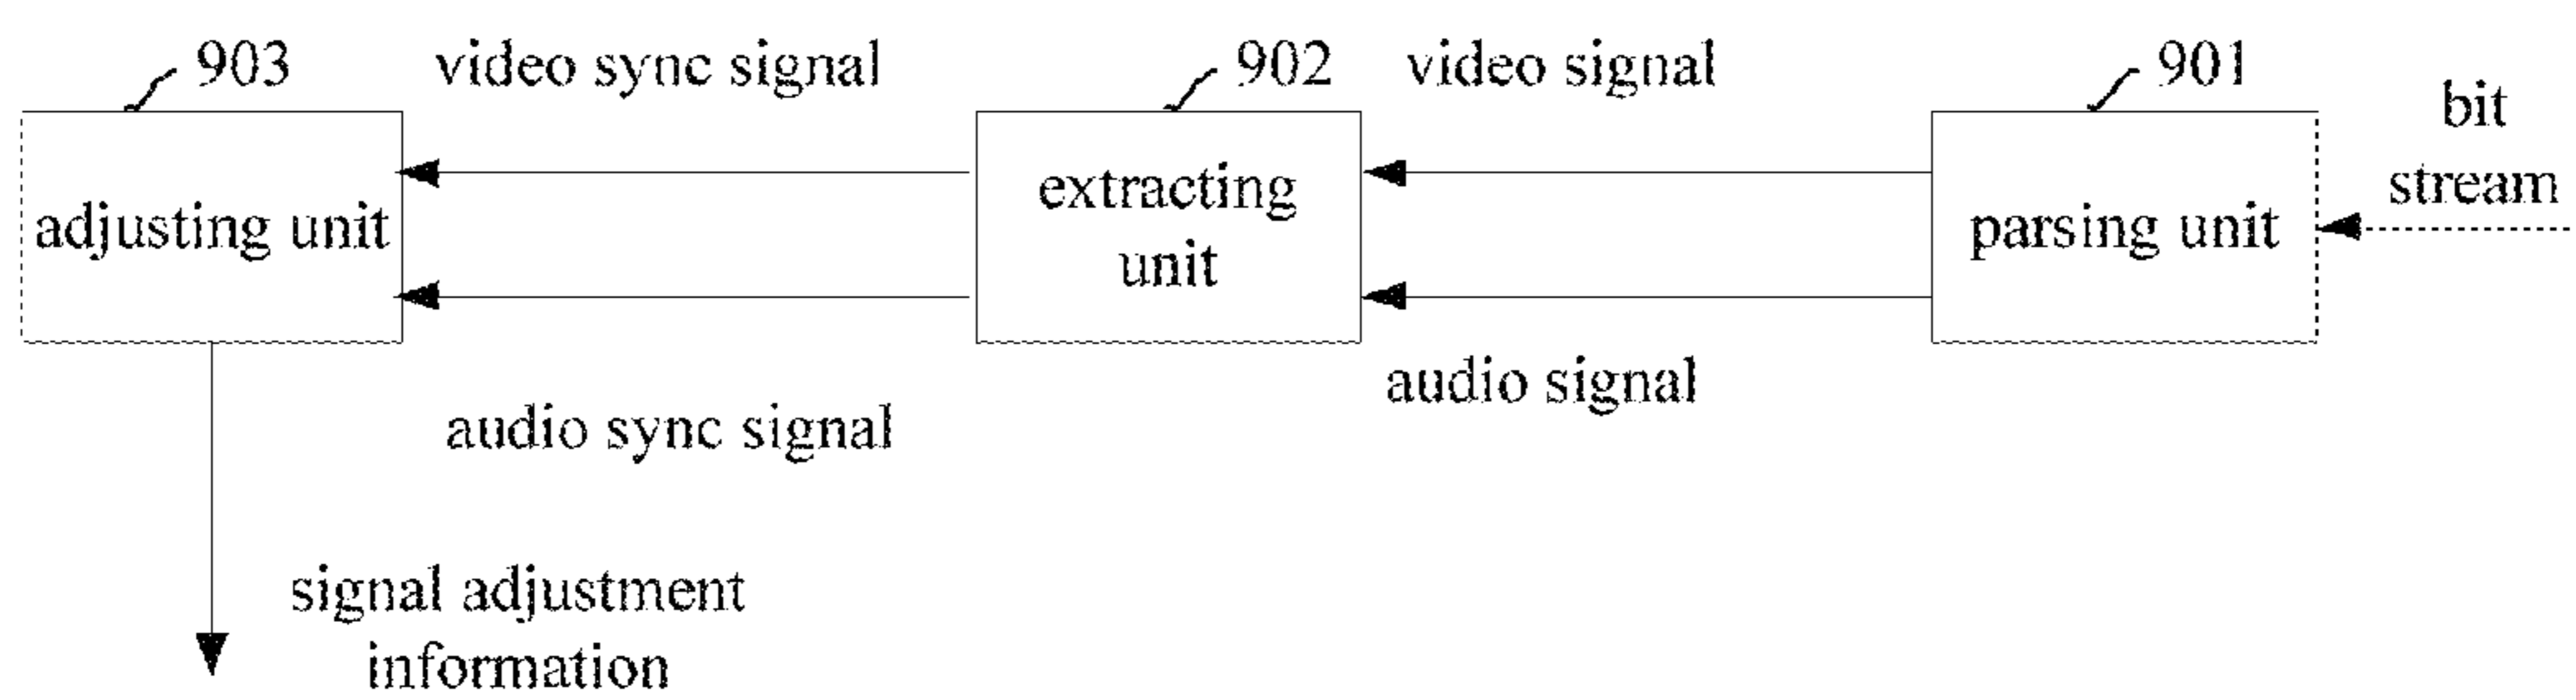 903
video sync signal
902
video signal
901
bit
stream
adjusting unit
extracting
unit
parsing unit
audio sync signal
audio signal
signal adjustment
information